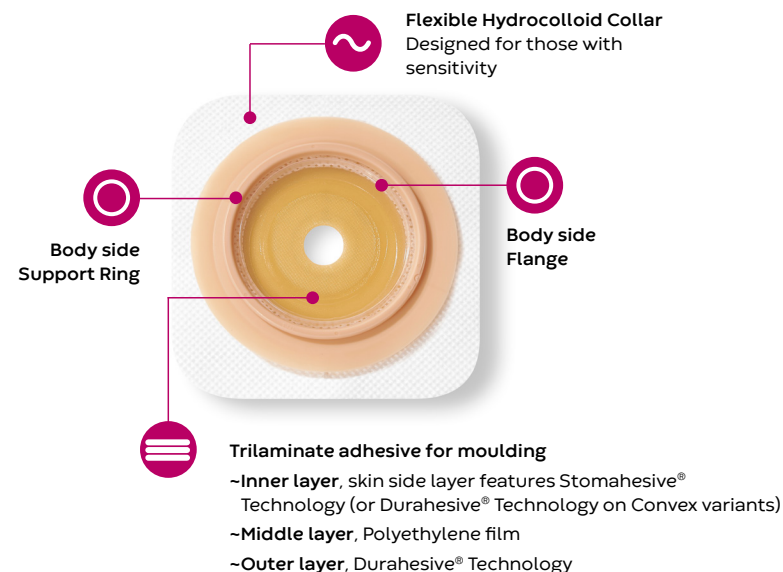 Flexible Hydrocolloid Collar
Designed for those with
sensitivity
Body side
Support Ring
Body side
Flange
Trilaminate adhesive for moulding
~Inner layer, skin side layer features Stomahesive®
Technology (or Durahesive® Technology on Convex variants)
~Middle layer, Polyethylene film
~Outer layer, Durahesive® Technology